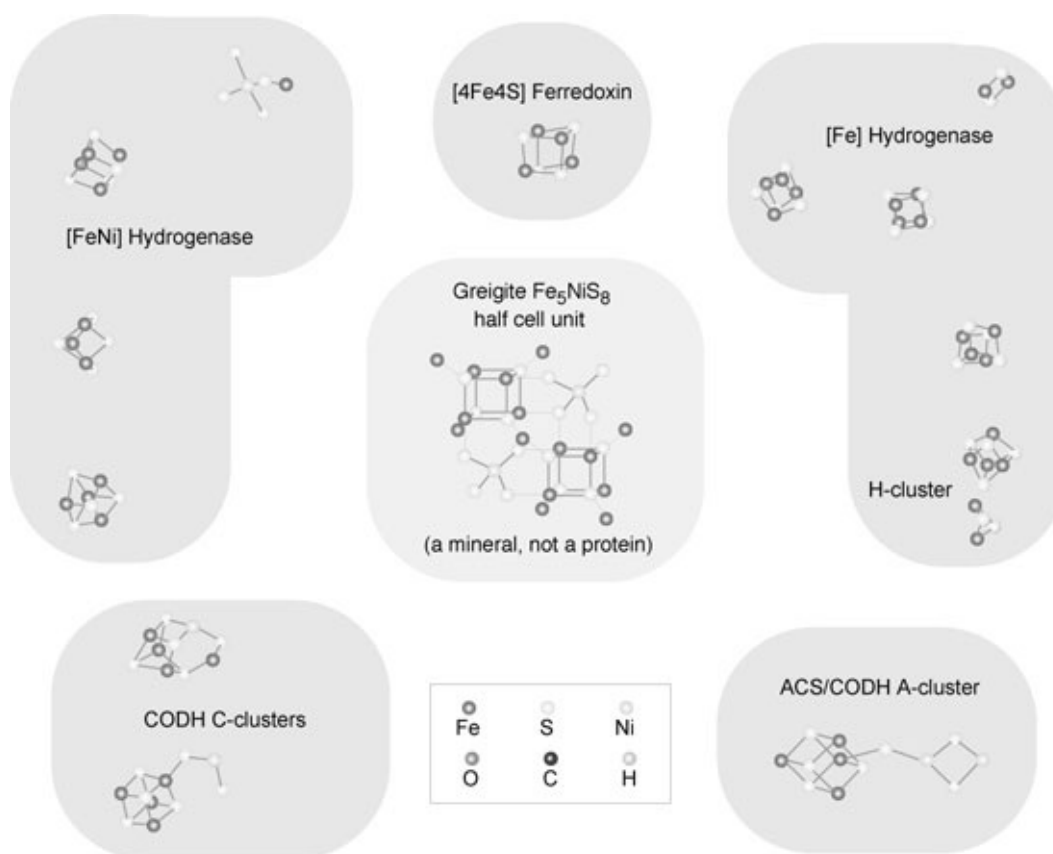 [4Fe4S] Ferredoxin
[Fe] Hydrogenase
[FeNi] Hydrogenase
Greigite Fe₅NiS₈
half cell unit
(a mineral, not a protein)
H-cluster
CODH C-clusters
ACS/CODH A-cluster
Fe S Ni
O C H